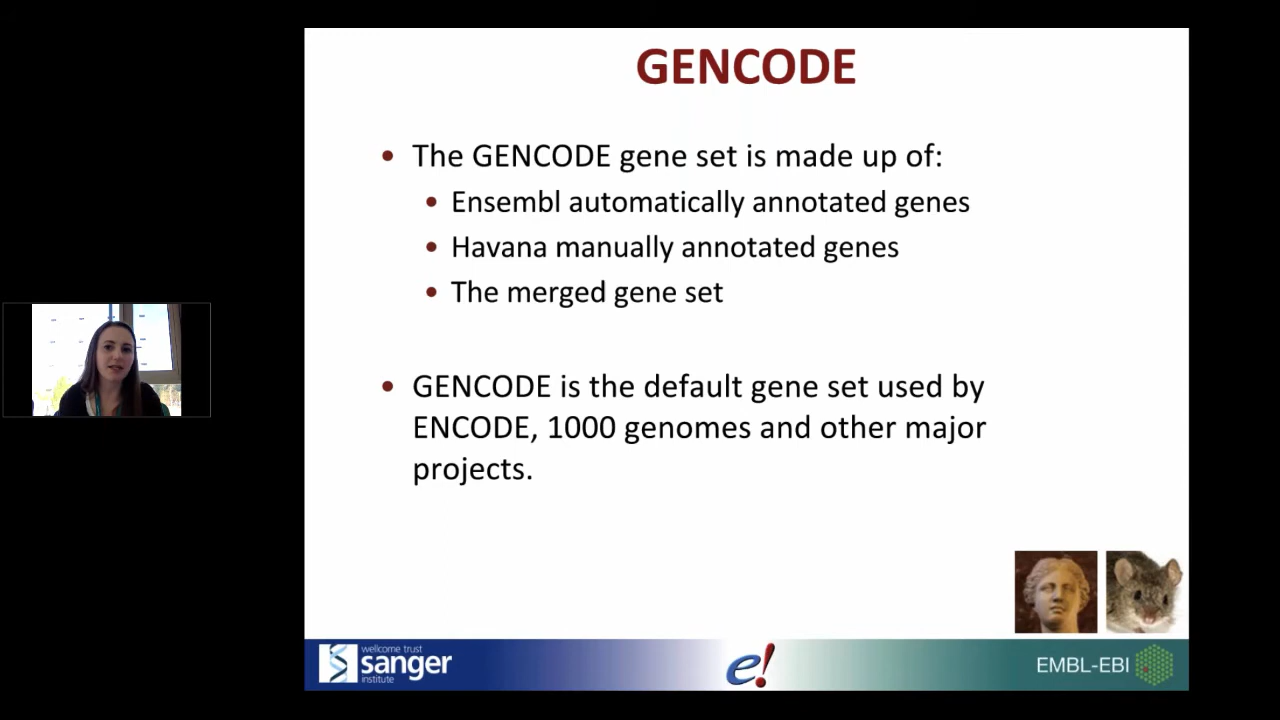 GENCODE
• The GENCODE gene set is made up of:
• Ensembl automatically annotated genes
• Havana manually annotated genes
• The merged gene set
• GENCODE is the default gene set used by
ENCODE, 1000 genomes and other major
projects.
wellcome trust
sanger
institute
e!
EMBL-EBI